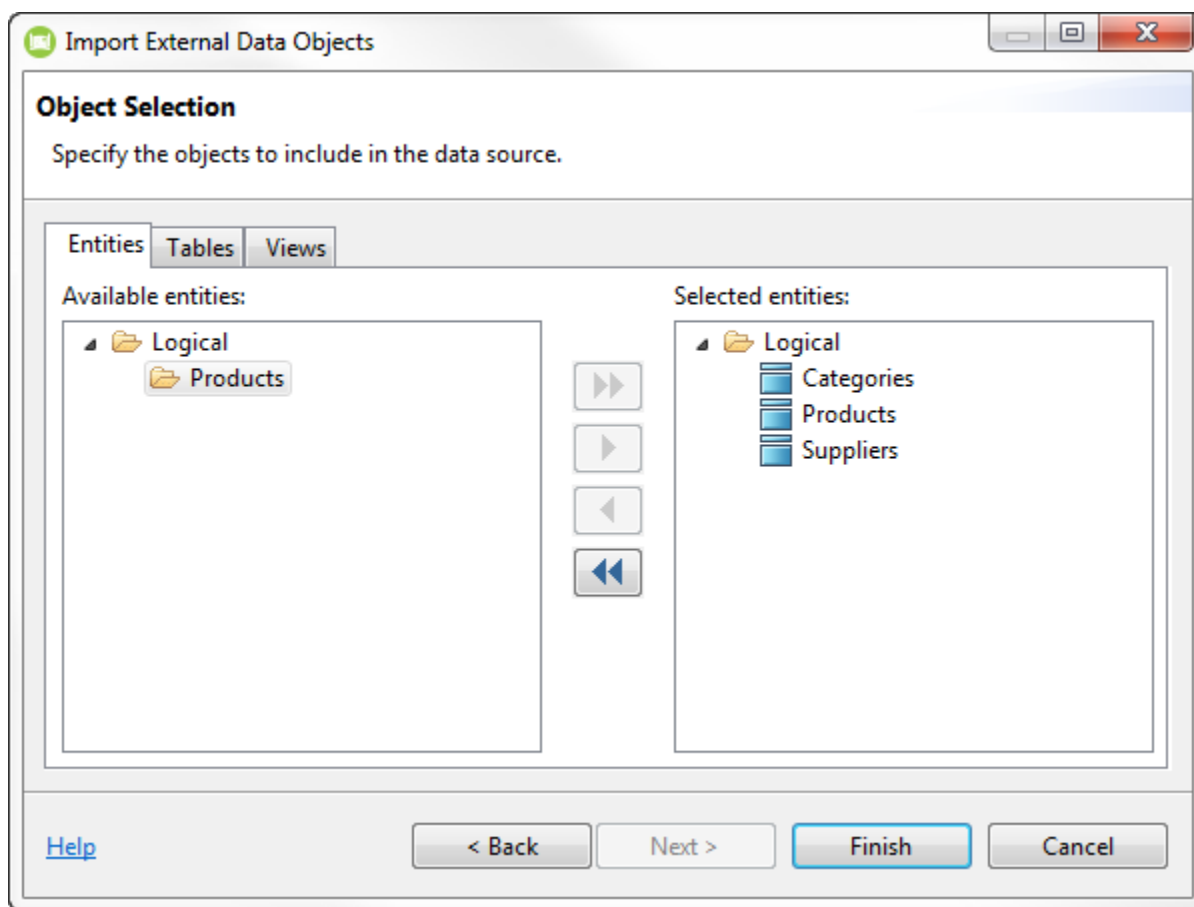 Import External Data Objects
Object Selection
Specify the objects to include in the data source.
Entities Tables Views
Available entities:
Logical
Products
Selected entities:
Logical
Categories
Products
Suppliers
Help < Back Next > Finish Cancel